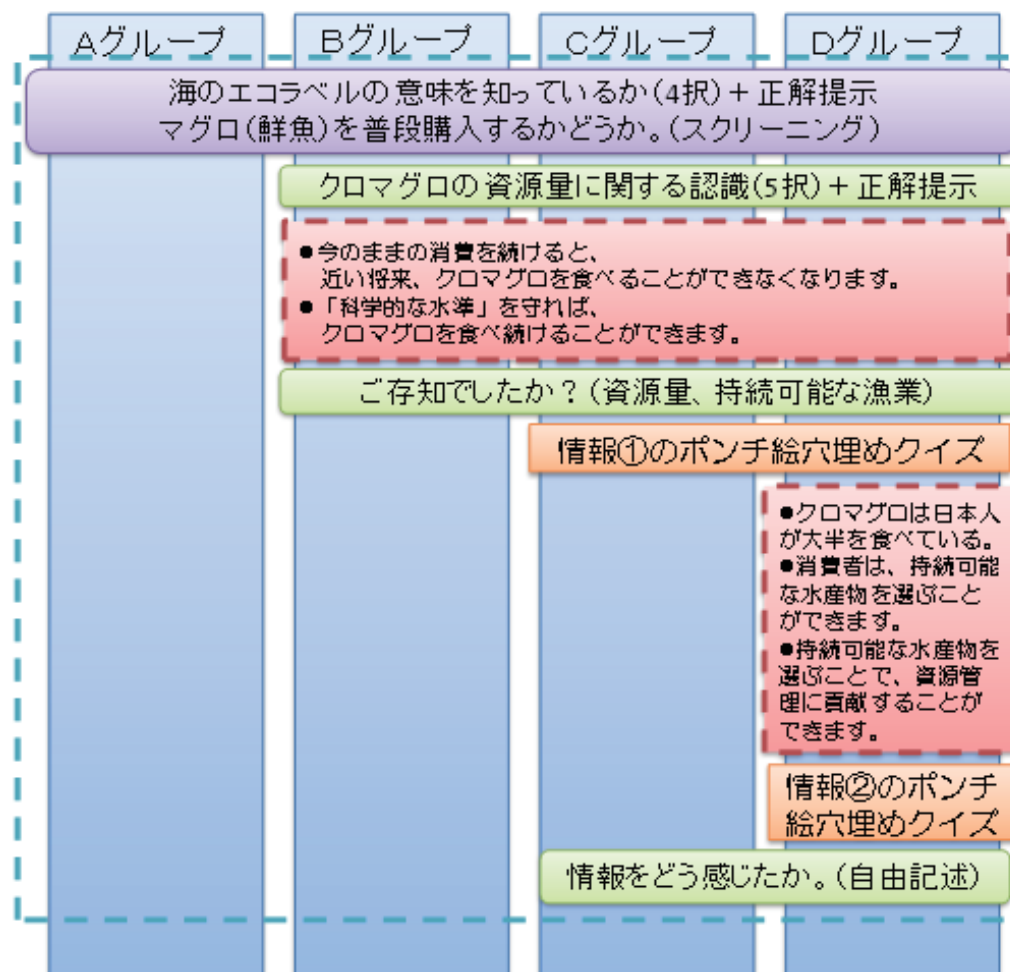 Aグループ
Bグループ
Cグループ
Dグループ
海のエコラベルの意味を知っているか(4択)+正解提示
マグロ(鮮魚)を普段購入するかどうか。(スクリーニング)
クロマグロの資源量に関する認識(5択)+正解提示
●今のままの消費を続けると、
近い将来、クロマグロを食べることができなくなります。
●「科学的な水準」を守れば、
クロマグロを食べ続けることができます。
ご存知でしたか?(資源量、持続可能な漁業)
情報①のポンチ絵穴埋めクイズ
●クロマグロは日本人
が大半を食べている。
●消費者は、持続可能
な水産物を選ぶこと
ができます。
●持続可能な水産物を
選ぶことで、資源管
理に貢献することが
できます。
情報②のポンチ
絵穴埋めクイズ
情報をどう感じたか。(自由記述)